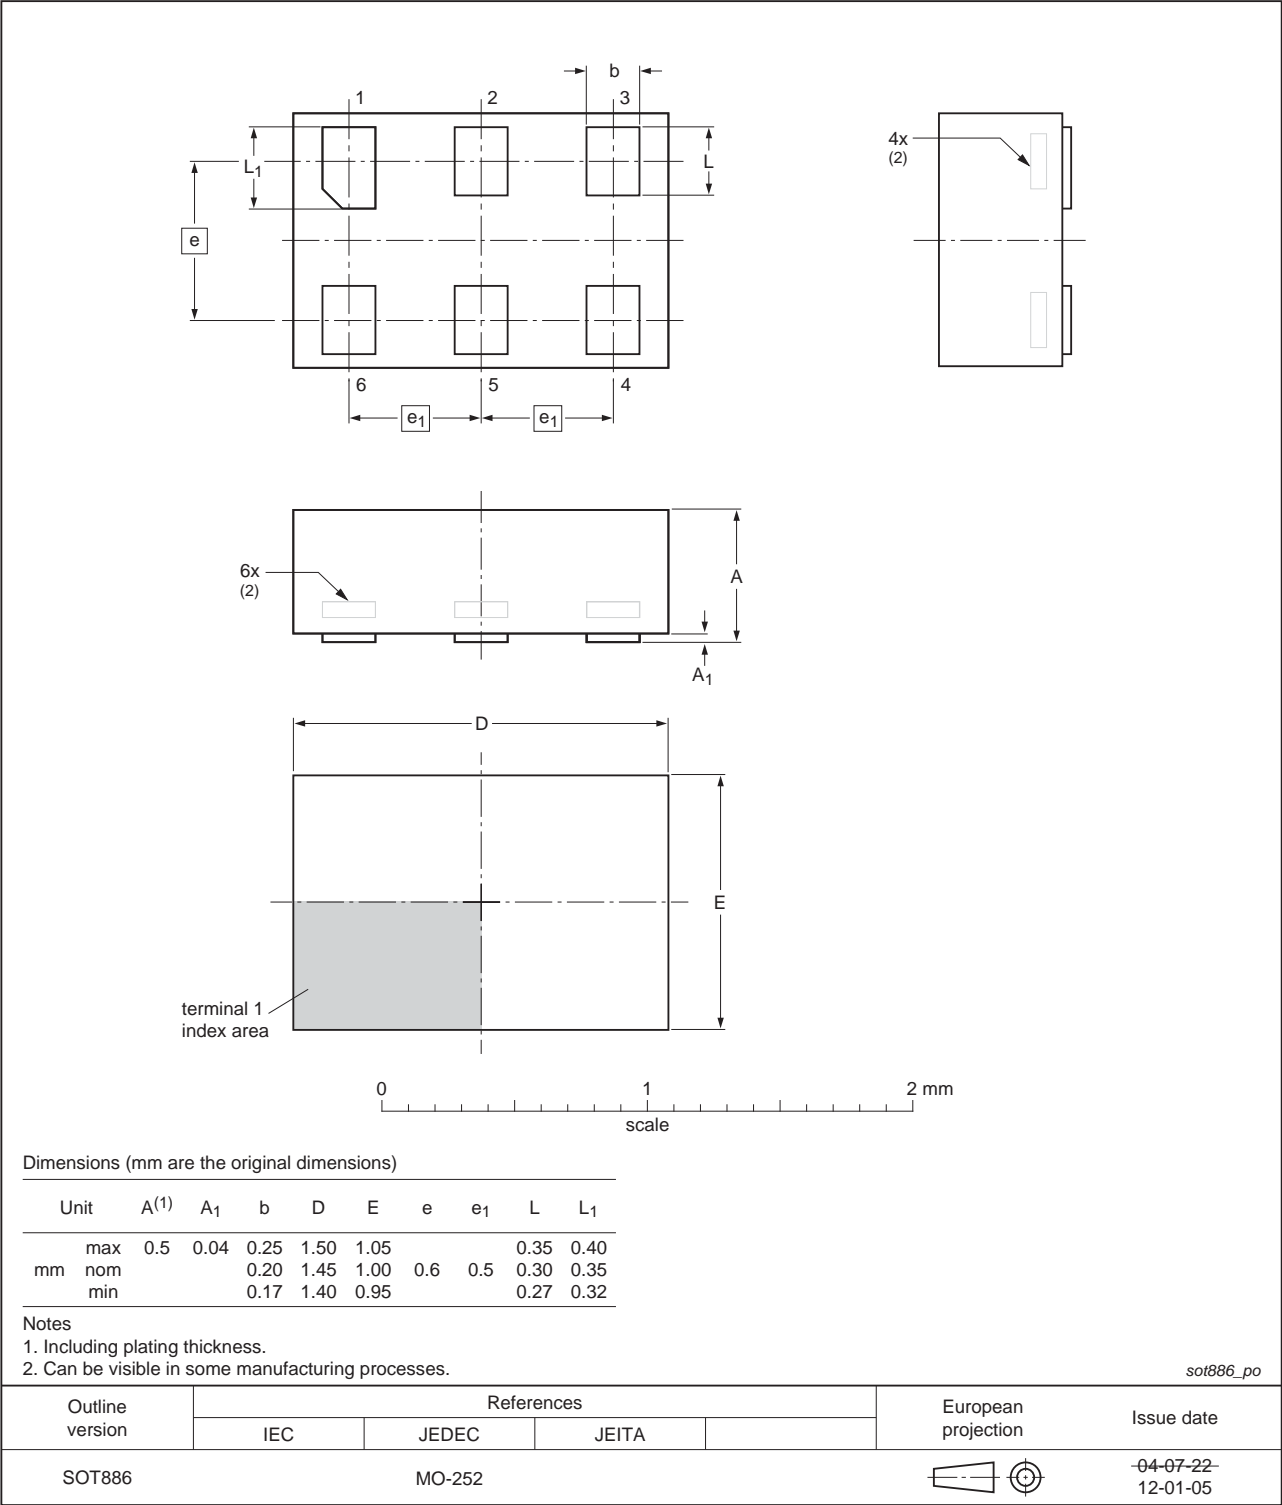 b
1 2 3
L1
L
e
4x
(2)
6 5 4
e1 e1
6x
(2)
A
A1
D
E
terminal 1
index area
0 1 2 mm
scale
Dimensions (mm are the original dimensions)
Unit A(1) A1 b D E e e1 L L1
max 0.5 0.04 0.25 1.50 1.05 0.35 0.40
mm nom 0.20 1.45 1.00 0.6 0.5 0.30 0.35
min 0.17 1.40 0.95 0.27 0.32
Notes
1. Including plating thickness.
2. Can be visible in some manufacturing processes.
sot886_po
Outline version
References
European projection
Issue date
IEC JEDEC JEITA
SOT886 MO-252
04-07-22
12-01-05